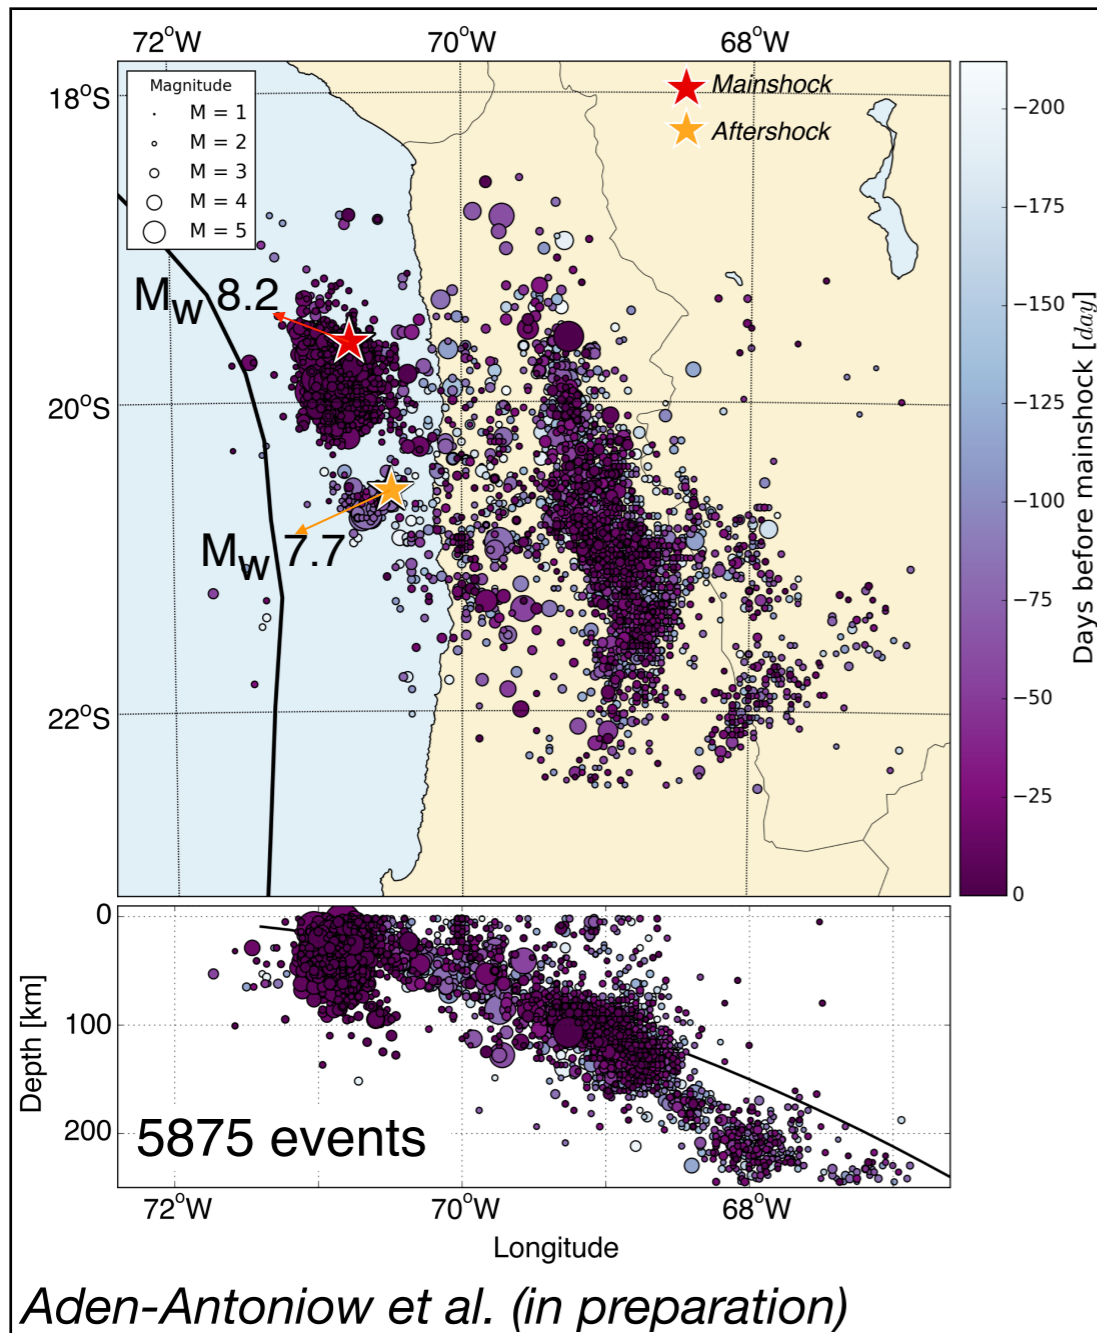 72°W 70°W 68°W
Magnitude
M = 1
M = 2
M = 3
M = 4
M = 5
Mainshock
Aftershock
18°S
20°S
22°S
Mw 8.2
Mw 7.7
−200
−175
−150
−125
−100
−75
−50
−25
0
Days before mainshock [day]
0
100
200
Depth [km]
5875 events
72°W 70°W 68°W
Longitude
Aden-Antoniow et al. (in preparation)